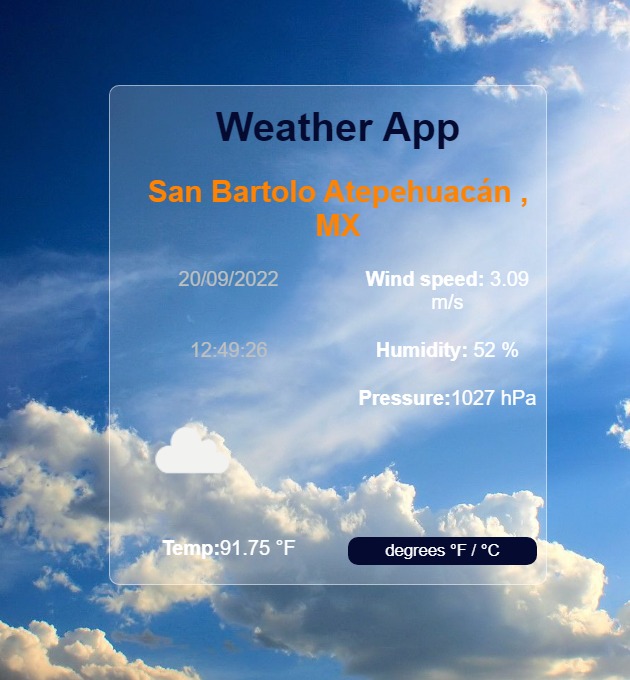 Weather App
San Bartolo Atepehuacán ,
MX
20/09/2022
Wind speed: 3.09
m/s
12:49:26
Humidity: 52 %
Pressure:1027 hPa
Temp:91.75 °F
degrees °F / °C